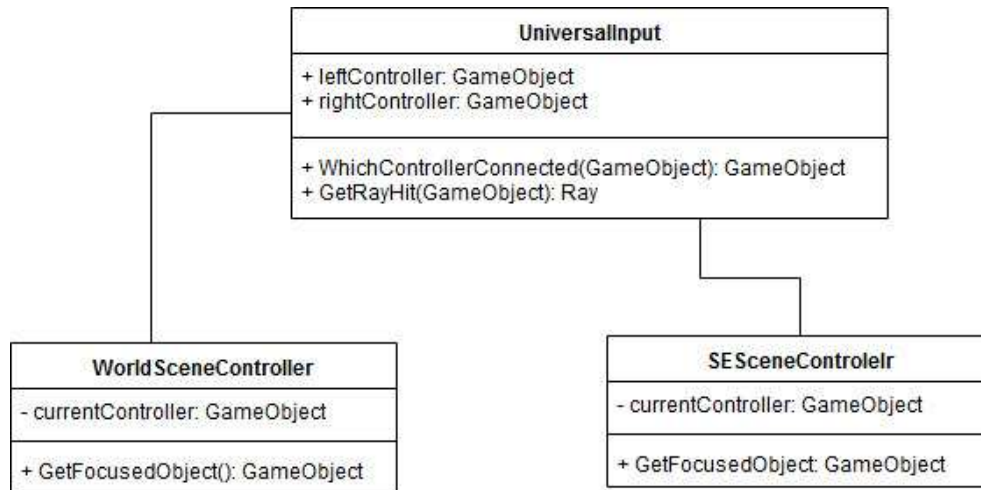 UniversalInput
+ leftController: GameObject
+ rightController: GameObject
+ WhichControllerConnected(GameObject): GameObject
+ GetRayHit(GameObject): Ray
WorldSceneController
- currentController: GameObject
+ GetFocusedObject(): GameObject
SESceneControlelr
- currentController: GameObject
+ GetFocusedObject: GameObject